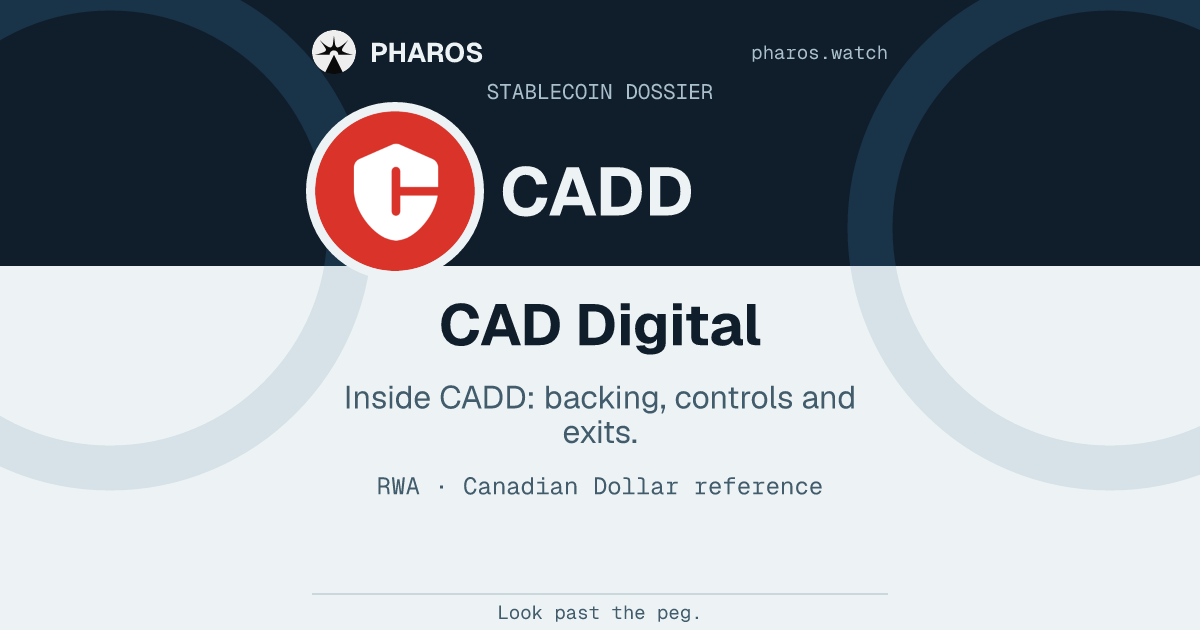 PHAROS
pharos.watch
STABLECOIN DOSSIER
CADD
CAD Digital
Inside CADD: backing, controls and
exits.
RWA · Canadian Dollar reference
Look past the peg.